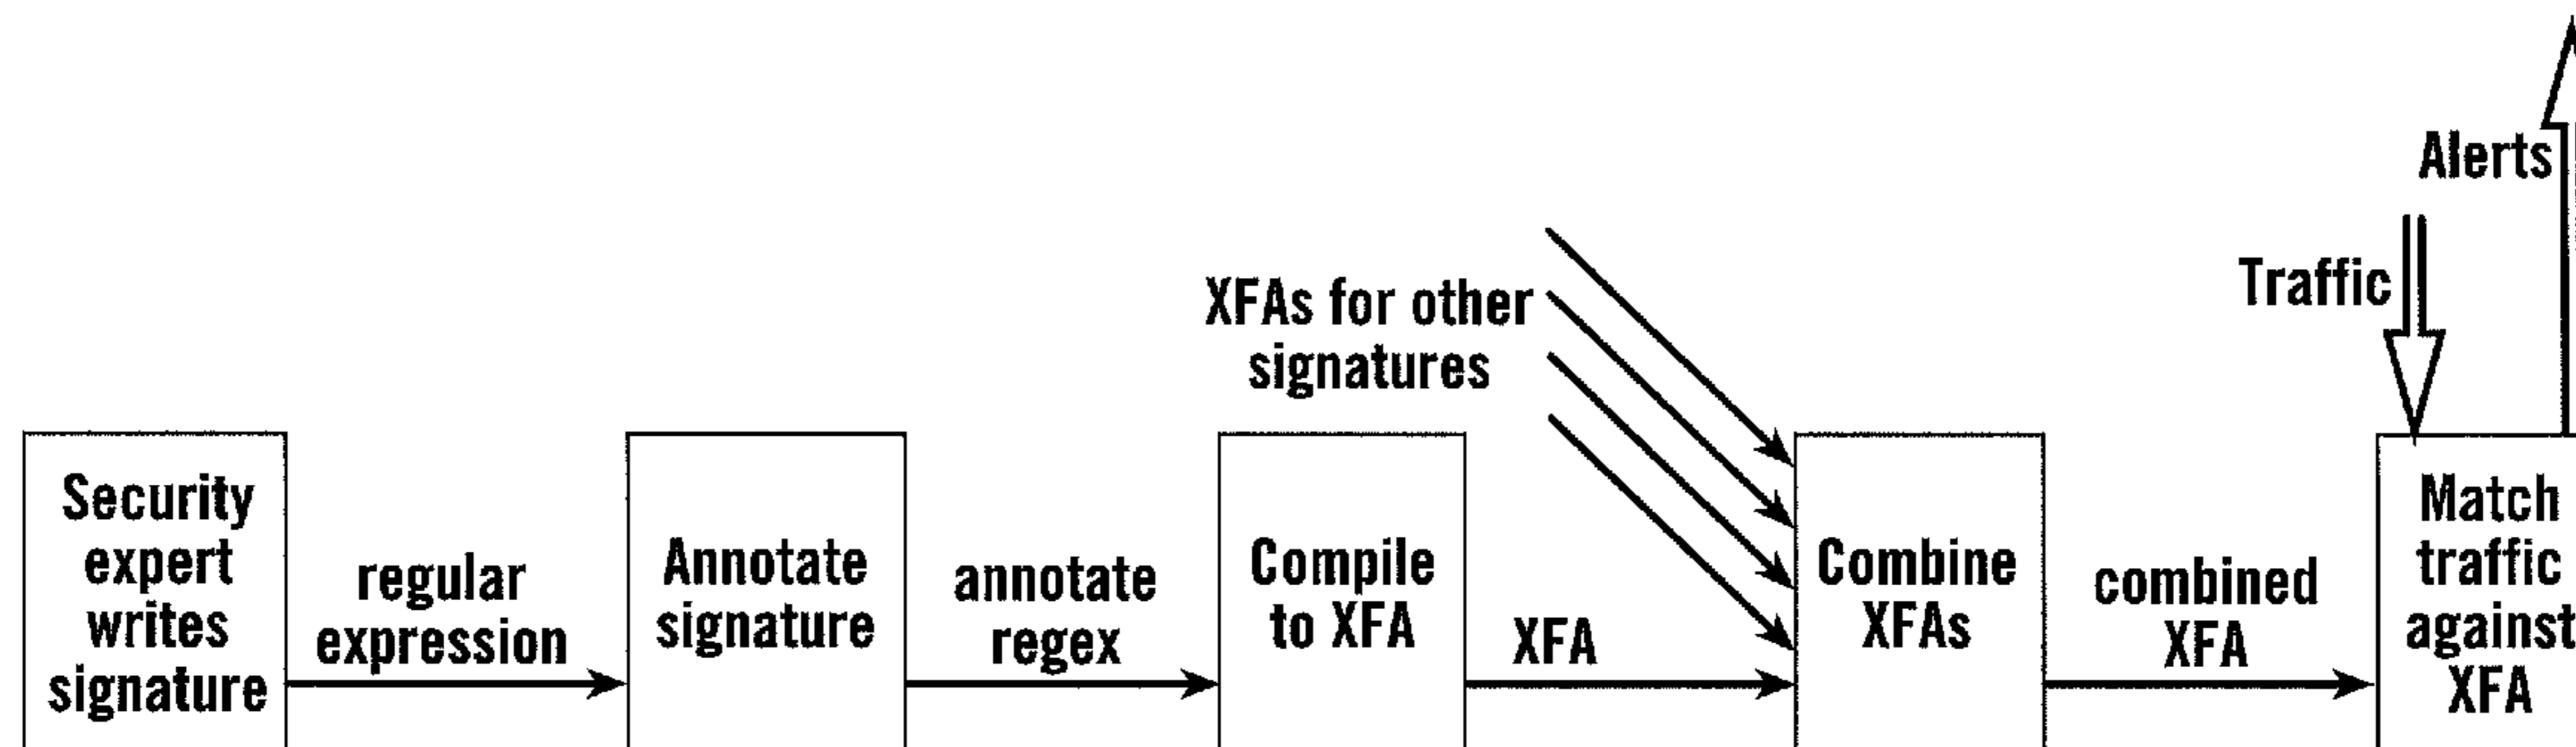 Alerts
Traffic
XFAs for other
signatures
Security
expert
writes
signature
regular
expression
Annotate
signature
annotate
regex
Compile
to XFA
XFA
Combine
XFAs
combined
XFA
Match
traffic
against
XFA